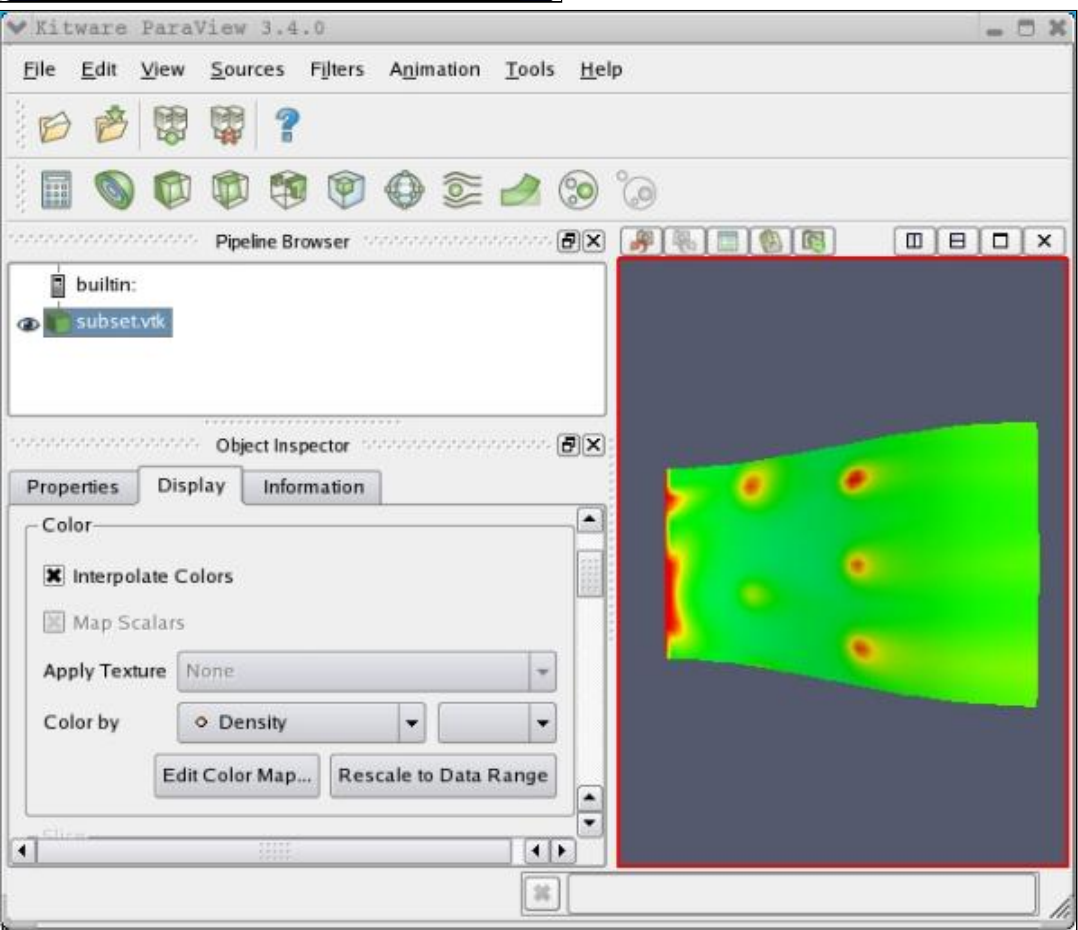 Kitware ParaView 3.4.0
File Edit View Sources Filters Animation Tools Help
?
Pipeline Browser
builtin:
subset.vtk
Object Inspector
Properties Display Information
Color
Interpolate Colors
Map Scalars
Apply Texture None
Color by Density
Edit Color Map... Rescale to Data Range
Slice